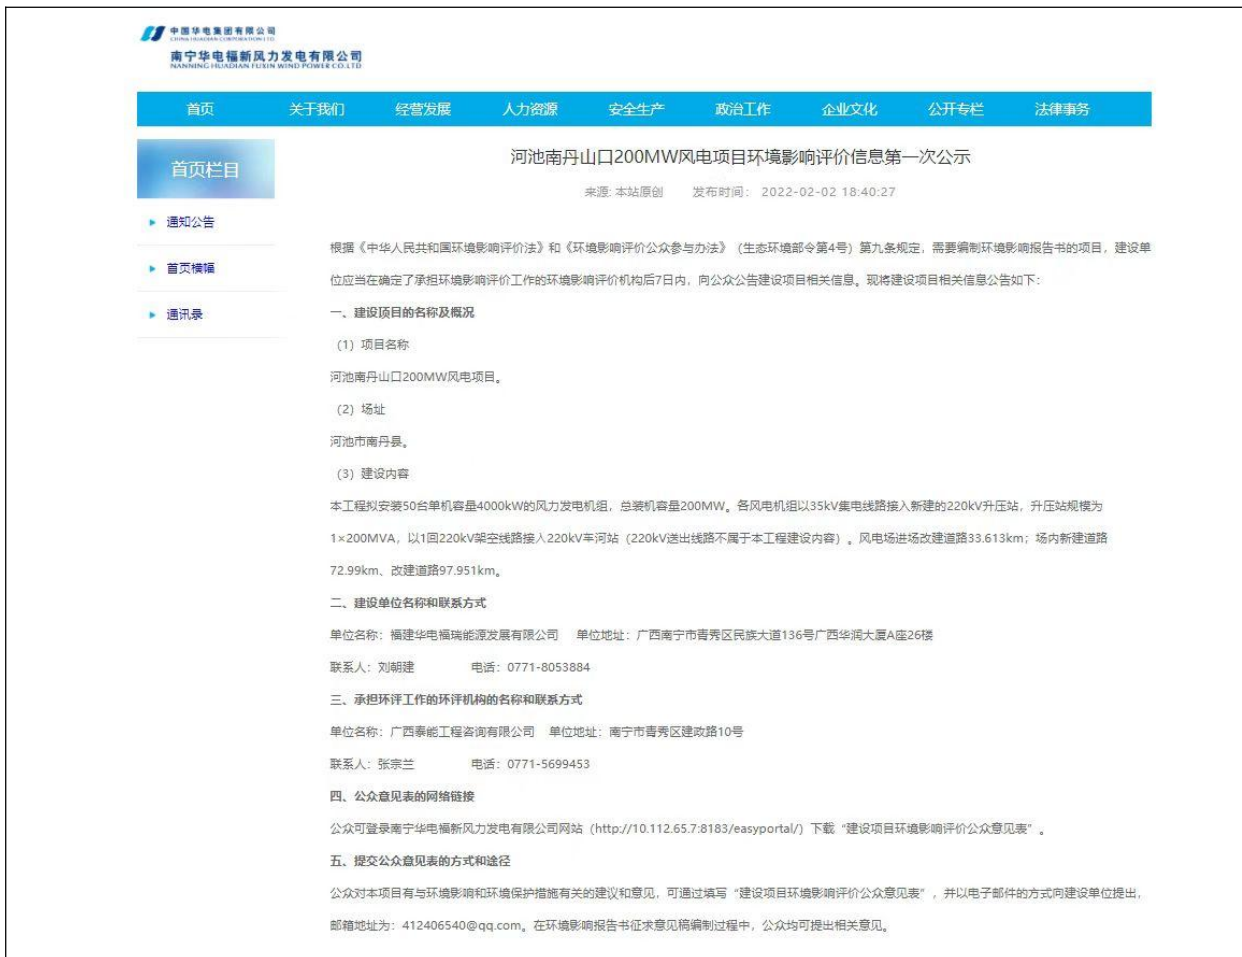 中国华电集团有限公司
CHINA HUADIAN CORPORATION LTD
南宁华电福新风力发电有限公司
NANNING HUADIAN FUXIN WIND POWER CO.LTD
首页 关于我们 经营发展 人力资源 安全生产 政治工作 企业文化 公开专栏 法律事务
首页栏目
通知公告
首页横幅
通讯录
河池南丹山口200MW风电项目环境影响评价信息第一次公示
来源: 本站原创 发布时间: 2022-02-02 18:40:27
根据《中华人民共和国环境影响评价法》和《环境影响评价公众参与办法》（生态环境部令第4号）第九条规定，需要编制环境影响报告书的项目，建设单
位应当在确定了承担环境影响评价工作的环境影响评价机构后7日内，向公众公告建设项目相关信息。现将建设项目相关信息公告如下：
一、建设项目的名称及概况
（1）项目名称
河池南丹山口200MW风电项目。
（2）场址
河池市南丹县。
（3）建设内容
本工程拟安装50台单机容量4000kW的风力发电机组，总装机容量200MW。各风电机组以35kV集电线路接入新建的220kV升压站，升压站规模为
1×200MVA，以1回220kV架空线路接入220kV车河站（220kV送出线路不属于本工程建设内容）。风电场进场改建道路33.613km；场内新建道路
72.99km、改建道路97.951km。
二、建设单位名称和联系方式
单位名称：福建华电福瑞能源发展有限公司 单位地址：广西南宁市青秀区民族大道136号广西华润大厦A座26楼
联系人：刘朝建 电话：0771-8053884
三、承担环评工作的环评机构的名称和联系方式
单位名称：广西泰能工程咨询有限公司 单位地址：南宁市青秀区建政路10号
联系人：张宗兰 电话：0771-5699453
四、公众意见表的网络链接
公众可登录南宁华电福新风力发电有限公司网站（http://10.112.65.7:8183/easyportal/）下载“建设项目环境影响评价公众意见表”。
五、提交公众意见表的方式和途径
公众对本项目有与环境影响和环境保护措施有关的建议和意见，可通过填写“建设项目环境影响评价公众意见表”，并以电子邮件的方式向建设单位提出，
邮箱地址为：412406540@qq.com。在环境影响报告书征求意见稿编制过程中，公众均可提出相关意见。